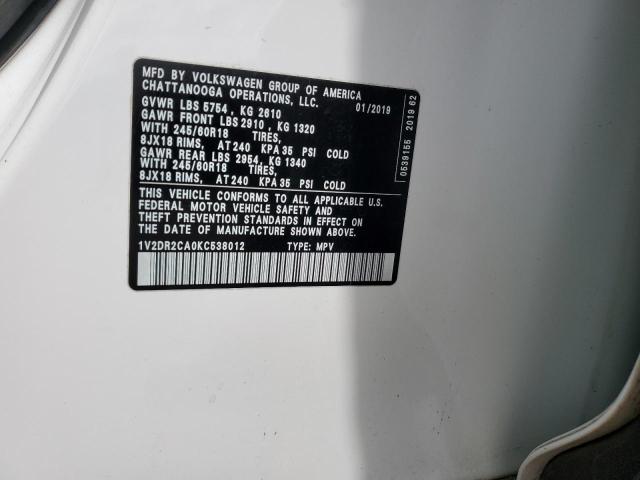 MFD BY VOLKSWAGEN GROUP OF AMERICA
CHATTANOOGA OPERATIONS, LLC. 01/2019
GVWR LBS 5754 , KG 2610
GAWR FRONT LBS 2910 , KG 1320
WITH 245/60R18 TIRES,
8JX18 RIMS, AT 240 KPA 35 PSI COLD
GAWR REAR LBS 2954, KG 1340
WITH 245/60R18 TIRES,
8JX18 RIMS, AT 240 KPA 35 PSI COLD
THIS VEHICLE CONFORMS TO ALL APPLICABLE U.S.
FEDERAL MOTOR VEHICLE SAFETY AND
THEFT PREVENTION STANDARDS IN EFFECT ON
THE DATE OF MANUFACTURE SHOWN ABOVE
1V2DR2CA0KC538012 TYPE: MPV
0539156 2019 62